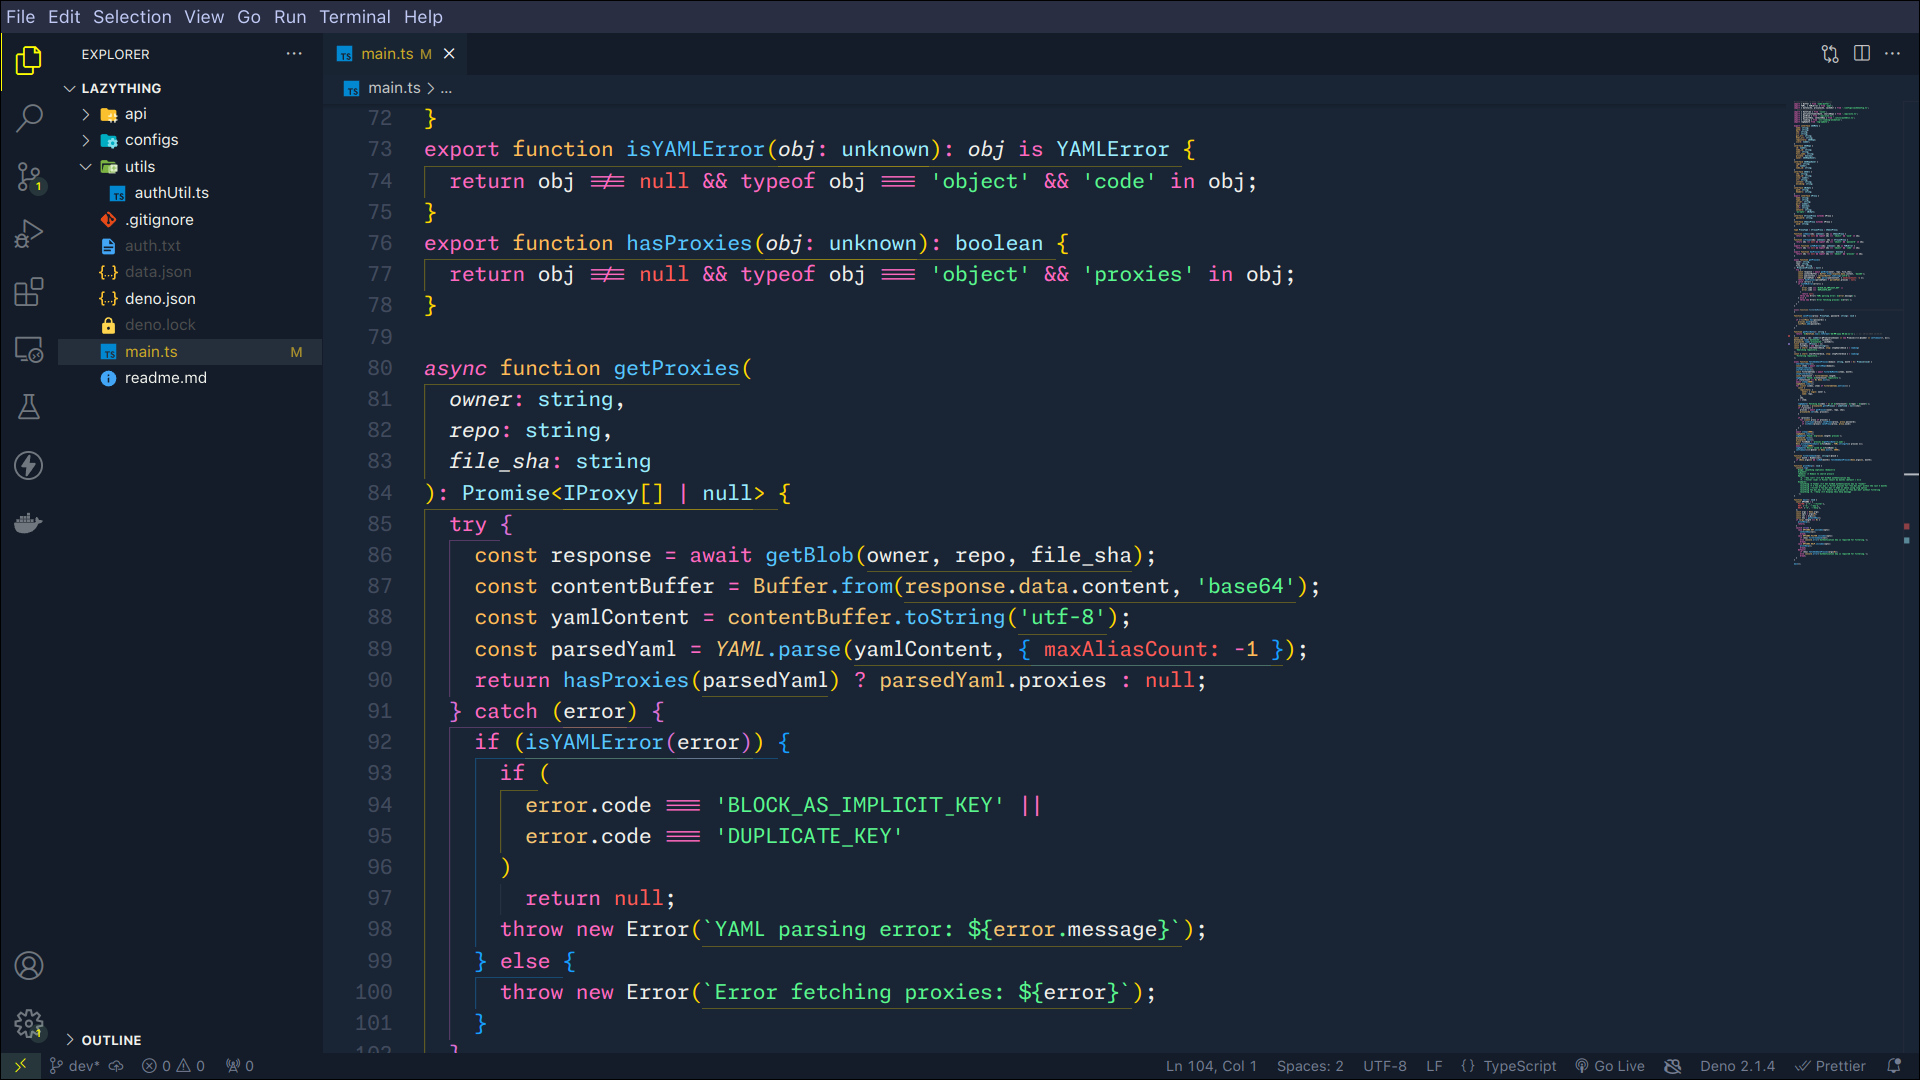 File Edit Selection View Go Run Terminal Help
EXPLORER
LAZYTHING
api
configs
utils
authUtil.ts
.gitignore
auth.txt
data.json
deno.json
deno.lock
main.ts M
readme.md
OUTLINE
main.ts M
main.ts > ...
72 }
73 export function isYAMLError(obj: unknown): obj is YAMLError {
74 return obj !== null && typeof obj === 'object' && 'code' in obj;
75 }
76 export function hasProxies(obj: unknown): boolean {
77 return obj !== null && typeof obj === 'object' && 'proxies' in obj;
78 }
79
80 async function getProxies(
81 owner: string,
82 repo: string,
83 file_sha: string
84 ): Promise<IProxy[] | null> {
85 try {
86 const response = await getBlob(owner, repo, file_sha);
87 const contentBuffer = Buffer.from(response.data.content, 'base64');
88 const yamlContent = contentBuffer.toString('utf-8');
89 const parsedYaml = YAML.parse(yamlContent, { maxAliasCount: -1 });
90 return hasProxies(parsedYaml) ? parsedYaml.proxies : null;
91 } catch (error) {
92 if (isYAMLError(error)) {
93 if (
94 error.code === 'BLOCK_AS_IMPLICIT_KEY' ||
95 error.code === 'DUPLICATE_KEY'
96 )
97 return null;
98 throw new Error(`YAML parsing error: ${error.message}`);
99 } else {
100 throw new Error(`Error fetching proxies: ${error}`);
101 }
102 }
dev* 0 0 0 Ln 104, Col 1 Spaces: 2 UTF-8 LF {} TypeScript Go Live Deno 2.1.4 Prettier